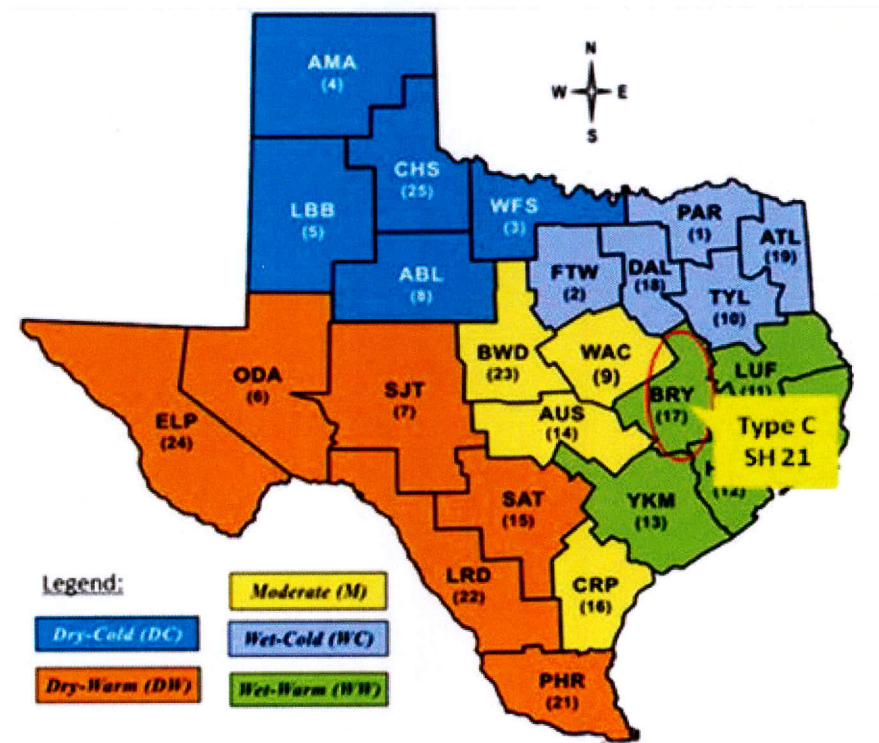 N
W E
S
AMA
(4)
CHS
(25)
LBB
(5)
WFS
(3)
PAR
(1)
ATL
(19)
ABL
(8)
FTW
(2)
DAL
(18)
TYL
(10)
BWD
(23)
WAC
(9)
LUF
(11)
ODA
(6)
SJT
(7)
BRY
(17)
ELP
(24)
AUS
(14)
Type C
SH 21
(12)
SAT
(15)
YKM
(13)
LRD
(22)
CRP
(16)
PHR
(21)
Legend:
Moderate (M)
Dry-Cold (DC)
Wet-Cold (WC)
Dry-Warm (DW)
Wet-Warm (WW)